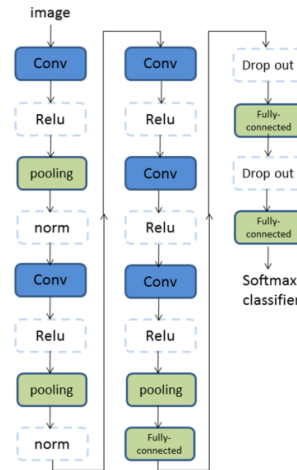 image
Conv
Relu
pooling
norm
Conv
Relu
pooling
norm
Conv
Relu
Conv
Relu
Conv
Relu
pooling
Fully-
connected
Drop out
Fully-
connected
Drop out
Fully-
connected
Softmax
classifier